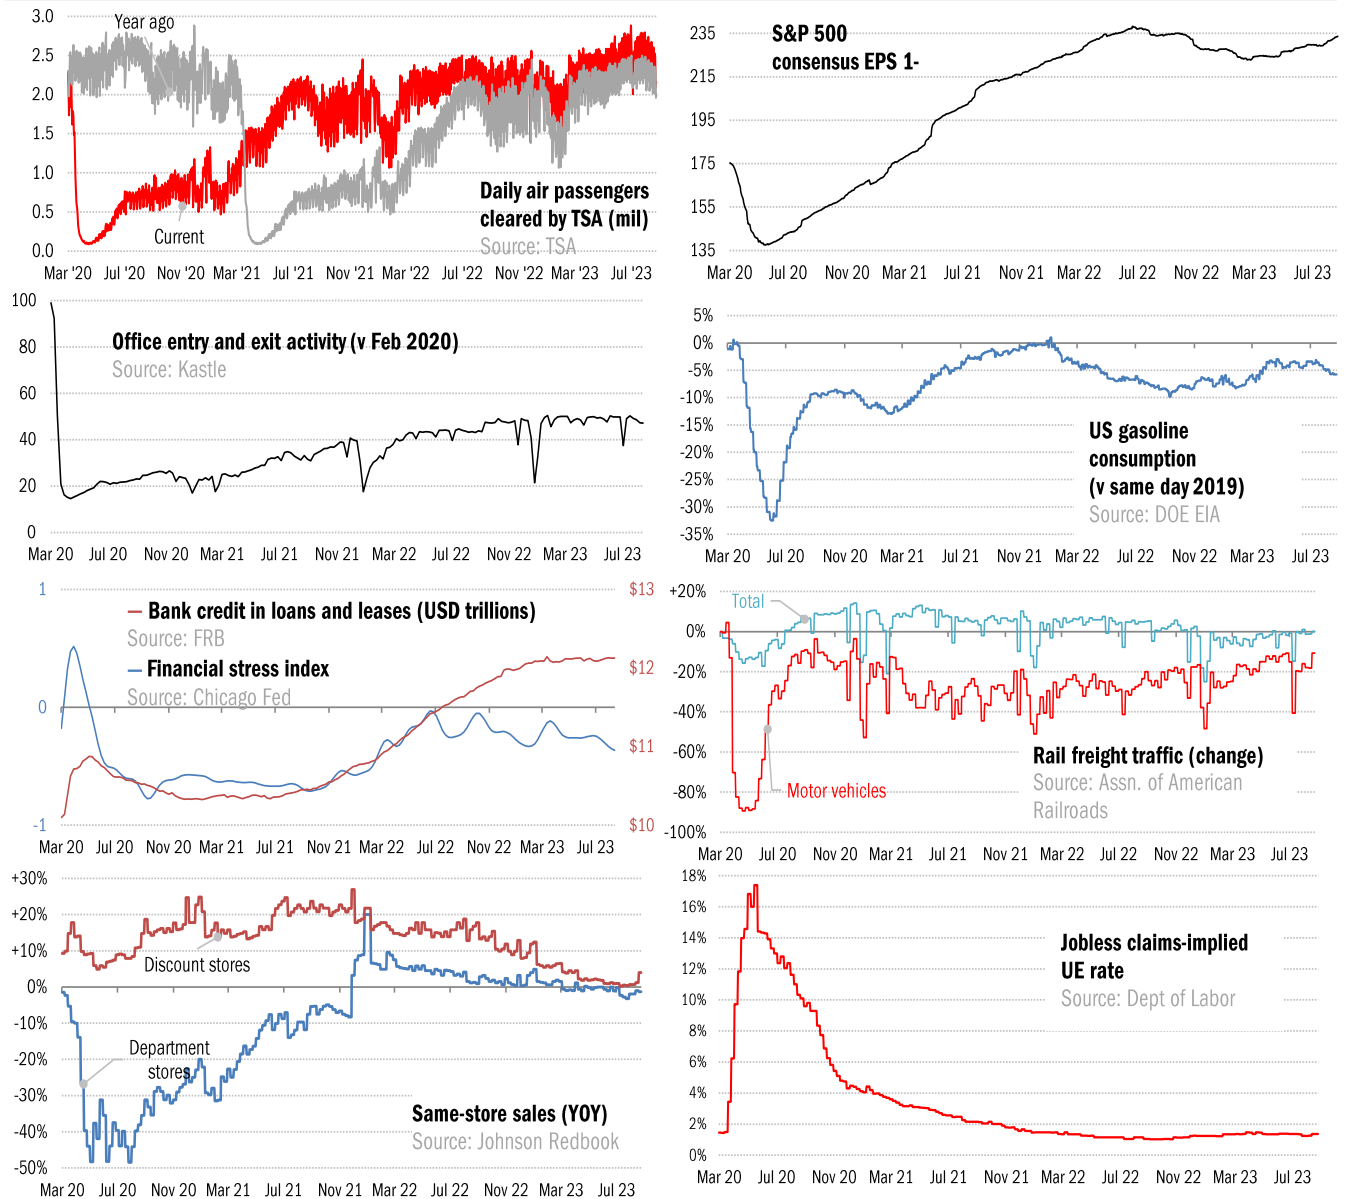 3.0
2.5
2.0
1.5
1.0
0.5
0.0
Year ago
Current
Daily air passengers
cleared by TSA (mil)
Source: TSA
Mar '20 Jul '20 Nov '20 Mar '21 Jul '21 Nov '21 Mar '22 Jul '22 Nov '22 Mar '23 Jul '23
235
215
195
175
155
135
S&P 500
consensus EPS 1-
Mar 20 Jul 20 Nov 20 Mar 21 Jul 21 Nov 21 Mar 22 Jul 22 Nov 22 Mar 23 Jul 23
100
80
60
40
20
0
Office entry and exit activity (v Feb 2020)
Source: Kastle
Mar 20 Jul 20 Nov 20 Mar 21 Jul 21 Nov 21 Mar 22 Jul 22 Nov 22 Mar 23 Jul 23
5%
0%
-5%
-10%
-15%
-20%
-25%
-30%
-35%
US gasoline
consumption
(v same day 2019)
Source: DOE EIA
Mar 20 Jul 20 Nov 20 Mar 21 Jul 21 Nov 21 Mar 22 Jul 22 Nov 22 Mar 23 Jul 23
1
0
-1
Bank credit in loans and leases (USD trillions)
Source: FRB
Financial stress index
Source: Chicago Fed
$13
$12
$11
$10
Mar 20 Jul 20 Nov 20 Mar 21 Jul 21 Nov 21 Mar 22 Jul 22 Nov 22 Mar 23 Jul 23
+20%
0%
-20%
-40%
-60%
-80%
-100%
Total
Motor vehicles
Rail freight traffic (change)
Source: Assn. of American
Railroads
Mar 20 Jul 20 Nov 20 Mar 21 Jul 21 Nov 21 Mar 22 Jul 22 Nov 22 Mar 23 Jul 23
+30%
+20%
+10%
0%
-10%
-20%
-30%
-40%
-50%
Discount stores
Department
stores
Same-store sales (YOY)
Source: Johnson Redbook
Mar 20 Jul 20 Nov 20 Mar 21 Jul 21 Nov 21 Mar 22 Jul 22 Nov 22 Mar 23 Jul 23
18%
16%
14%
12%
10%
8%
6%
4%
2%
0%
Jobless claims-implied
UE rate
Source: Dept of Labor
Mar 20 Jul 20 Nov 20 Mar 21 Jul 21 Nov 21 Mar 22 Jul 22 Nov 22 Mar 23 Jul 23